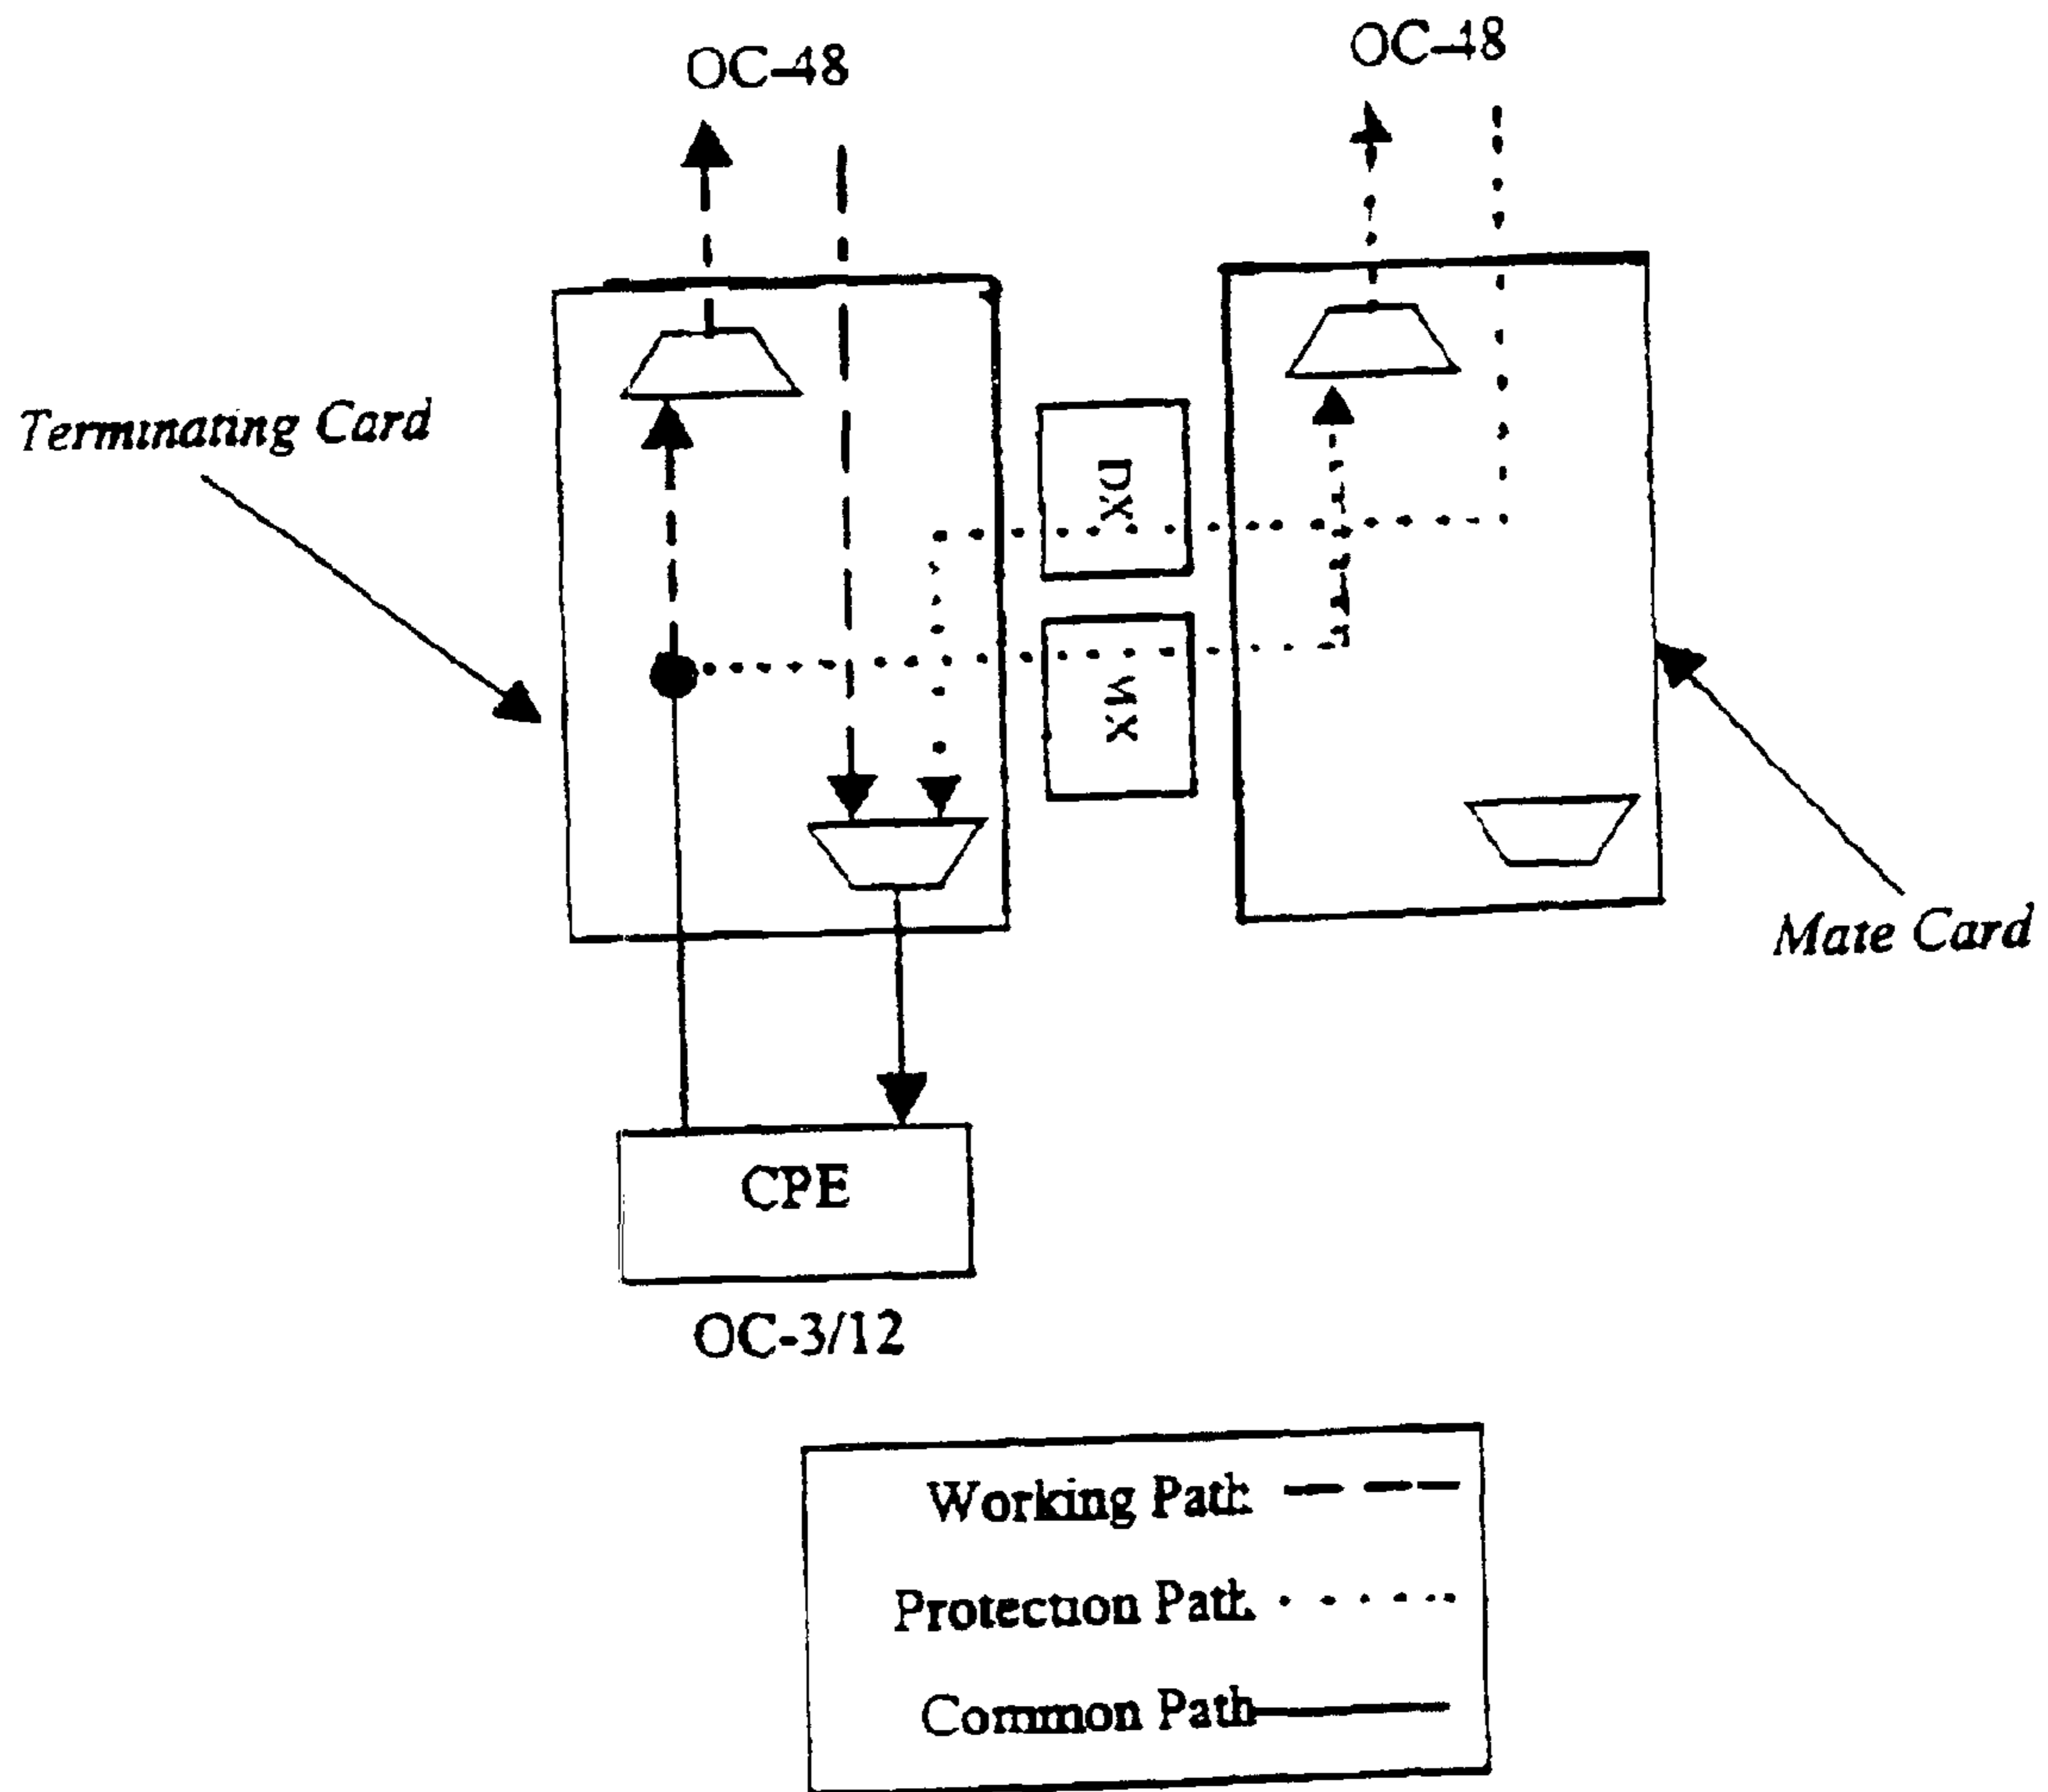 OC-48
OC-48
Terminating Card
DX
MX
Mate Card
CPE
OC-3/12
Working Path
Protection Path
Common Path